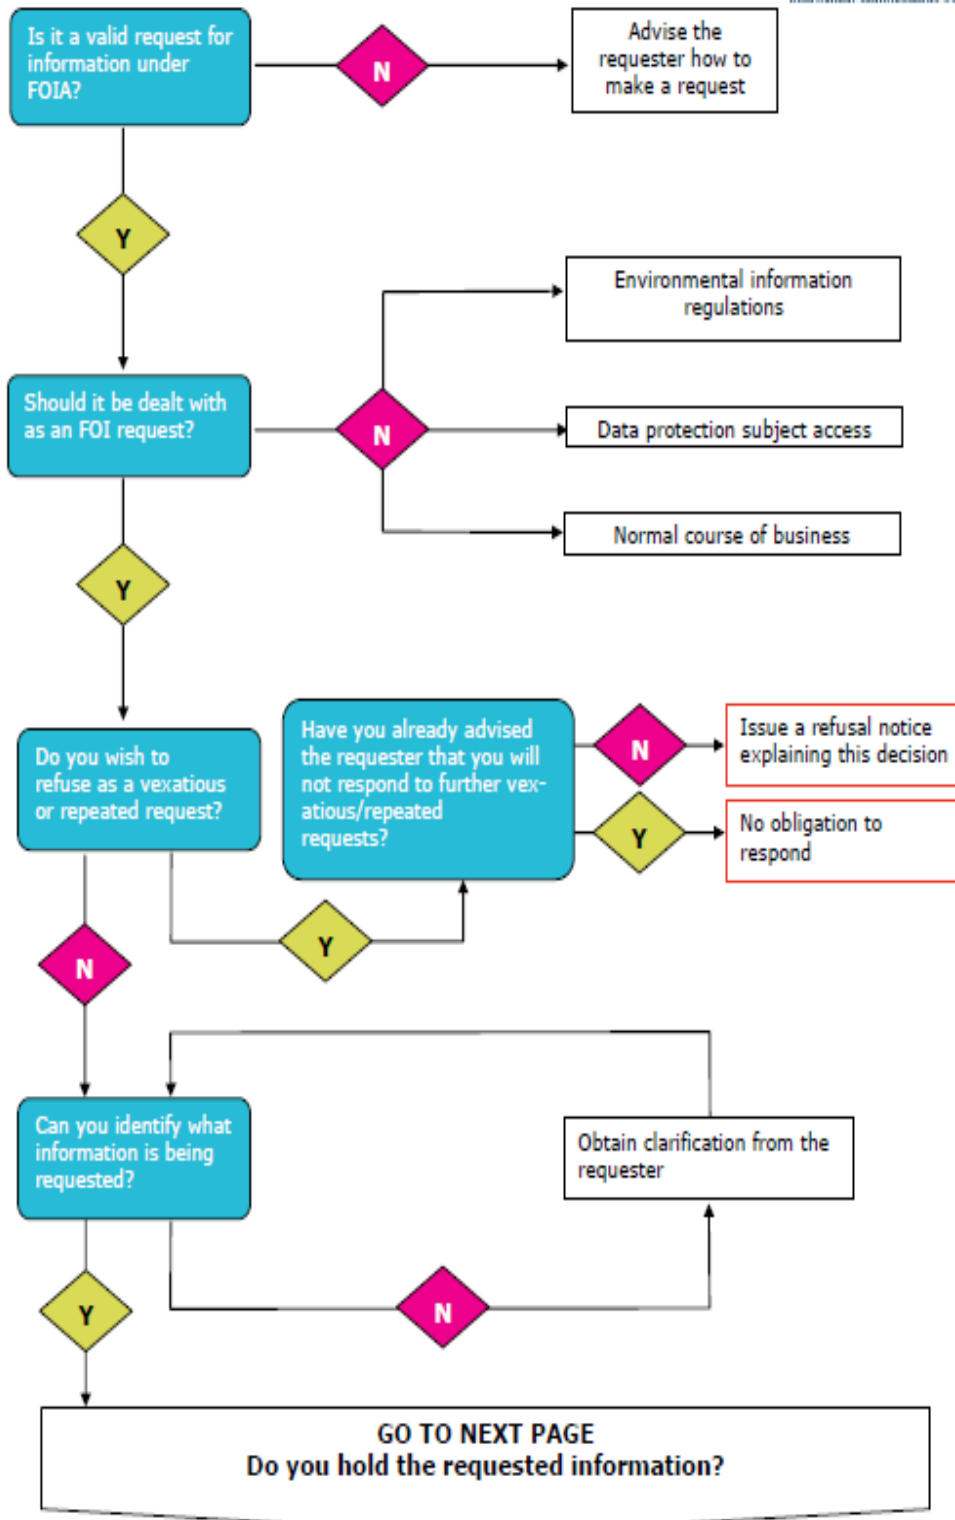 Is it a valid request for
information under
FOIA?
N
Advise the
requester how to
make a request
Y
Environmental information
regulations
Should it be dealt with
as an FOI request?
N
Data protection subject access
Normal course of business
Y
Have you already advised
the requester that you will
not respond to further vex-
atious/repeated
requests?
N
Issue a refusal notice
explaining this decision
Do you wish to
refuse as a vexatious
or repeated request?
Y
No obligation to
respond
Y
N
Can you identify what
information is being
requested?
Obtain clarification from the
requester
Y
N
GO TO NEXT PAGE
Do you hold the requested information?